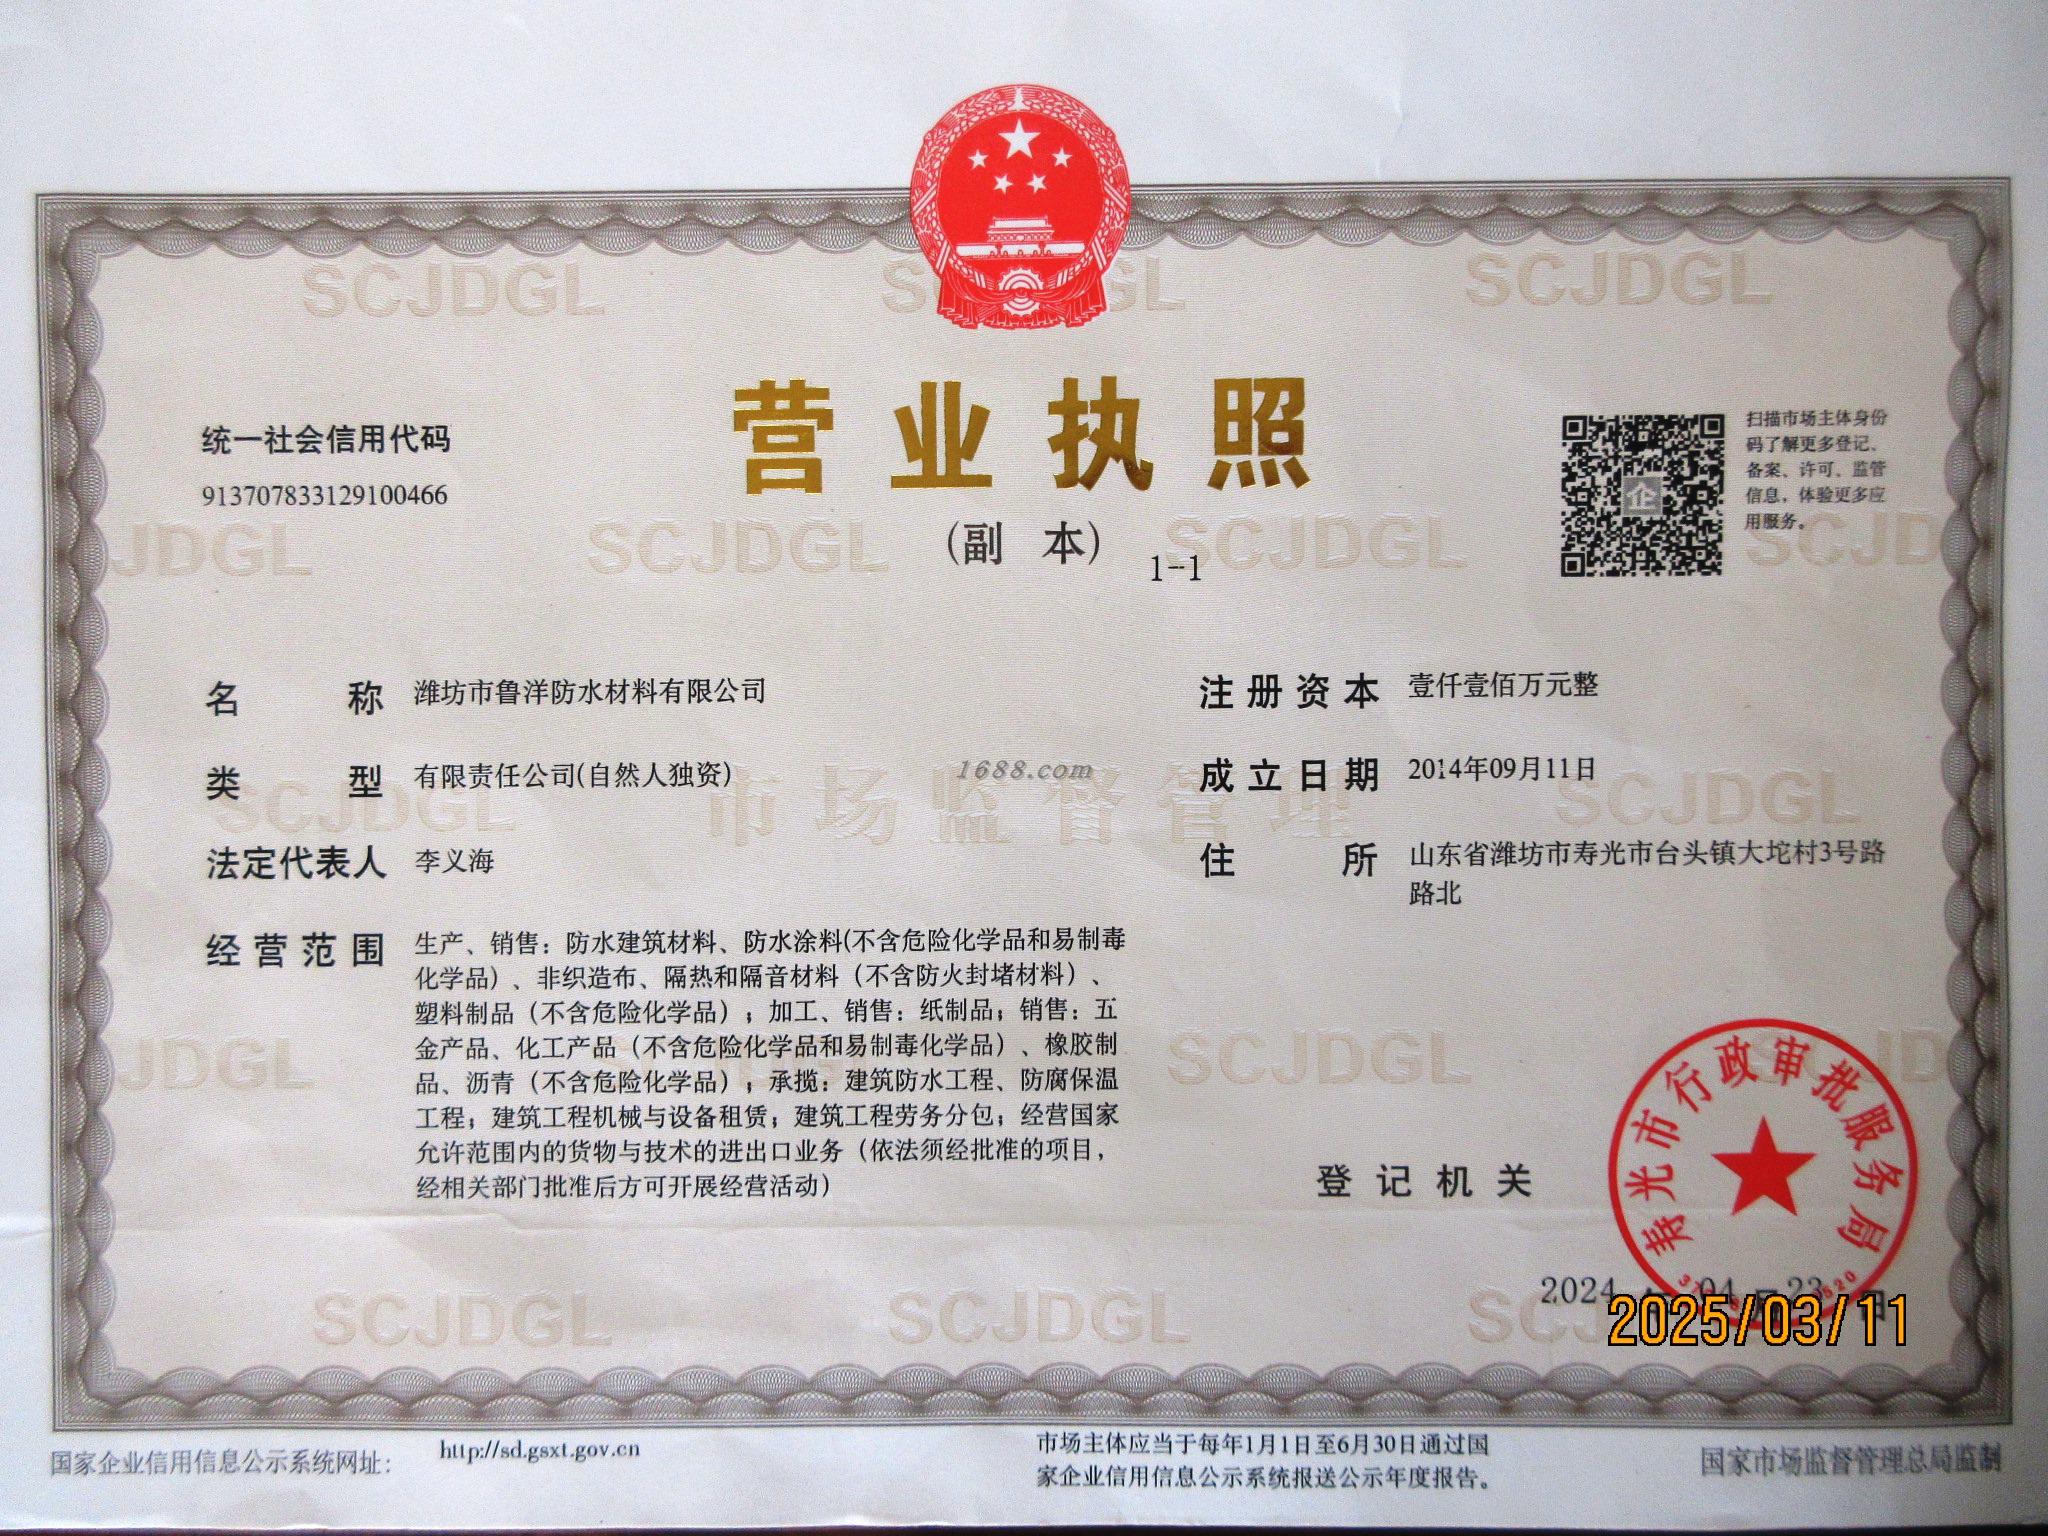 营业执照
(副 本)
1-1
统一社会信用代码
913707833129100466
扫描市场主体身份
码了解更多登记、
备案、许可、监管
信息，体验更多应
用服务。
企
名 称 潍坊市鲁洋防水材料有限公司
类 型 有限责任公司(自然人独资)
法定代表人 李义海
经营范围 生产、销售：防水建筑材料、防水涂料(不含危险化学品和易制毒
化学品)、非织造布、隔热和隔音材料（不含防火封堵材料）、
塑料制品（不含危险化学品）；加工、销售：纸制品；销售：五
金产品、化工产品（不含危险化学品和易制毒化学品）、橡胶制
品、沥青（不含危险化学品）；承揽：建筑防水工程、防腐保温
工程；建筑工程机械与设备租赁；建筑工程劳务分包；经营国家
允许范围内的货物与技术的进出口业务（依法须经批准的项目，
经相关部门批准后方可开展经营活动）
注册资本 壹仟壹佰万元整
成立日期 2014年09月11日
住 所 山东省潍坊市寿光市台头镇大坨村3号路
路北
1688.com
市场监督管理
SCJDGL
登记机关
寿光市行政审批服务局
2024年04月23日
2025/03/11
国家企业信用信息公示系统网址：
http://sd.gsxt.gov.cn
市场主体应当于每年1月1日至6月30日通过国
家企业信用信息公示系统报送公示年度报告。
国家市场监督管理总局监制